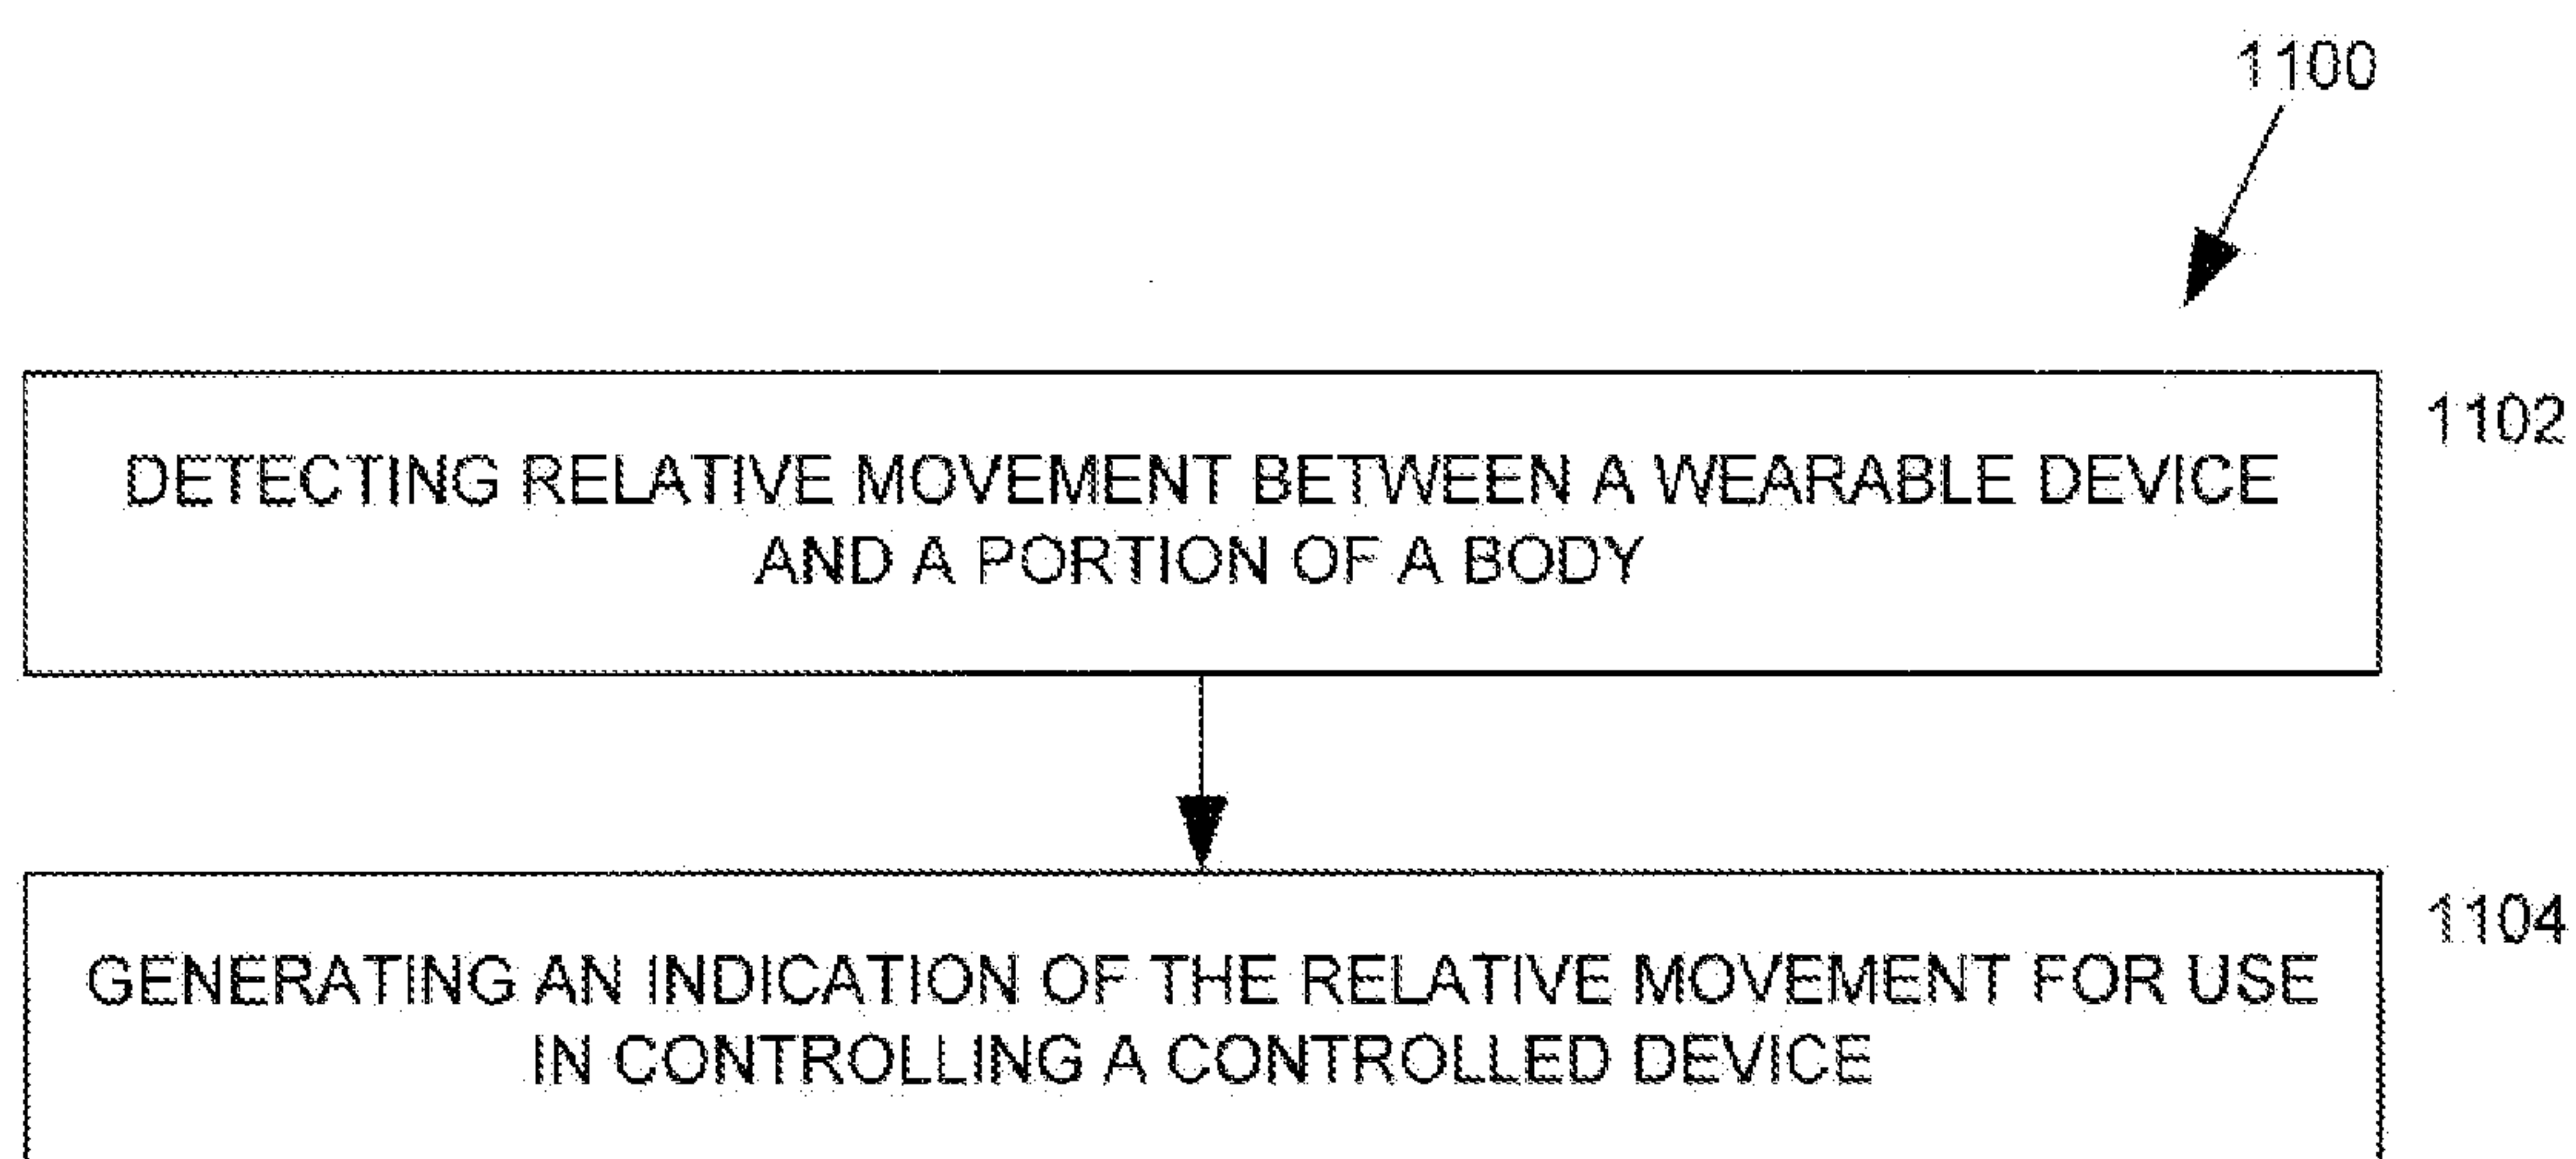 1100
1102
DETECTING RELATIVE MOVEMENT BETWEEN A WEARABLE DEVICE
AND A PORTION OF A BODY
1104
GENERATING AN INDICATION OF THE RELATIVE MOVEMENT FOR USE
IN CONTROLLING A CONTROLLED DEVICE